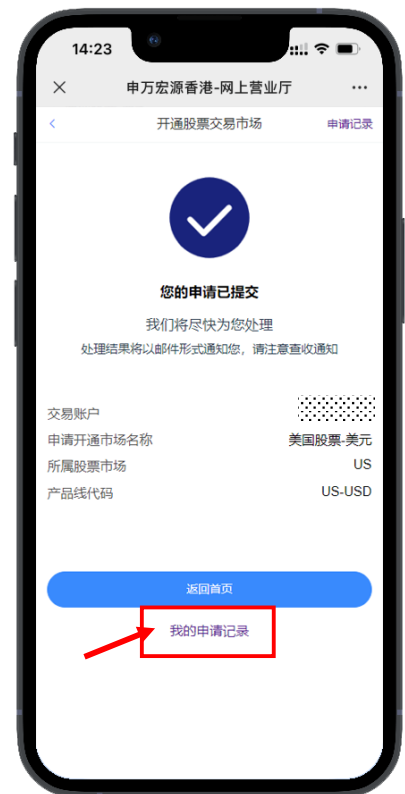 14:23
申万宏源香港-网上营业厅
开通股票交易市场
申请记录
您的申请已提交
我们将尽快为您处理
处理结果将以邮件形式通知您，请注意查收通知
交易账户
申请开通市场名称 美国股票-美元
所属股票市场 US
产品线代码 US-USD
返回首页
我的申请记录